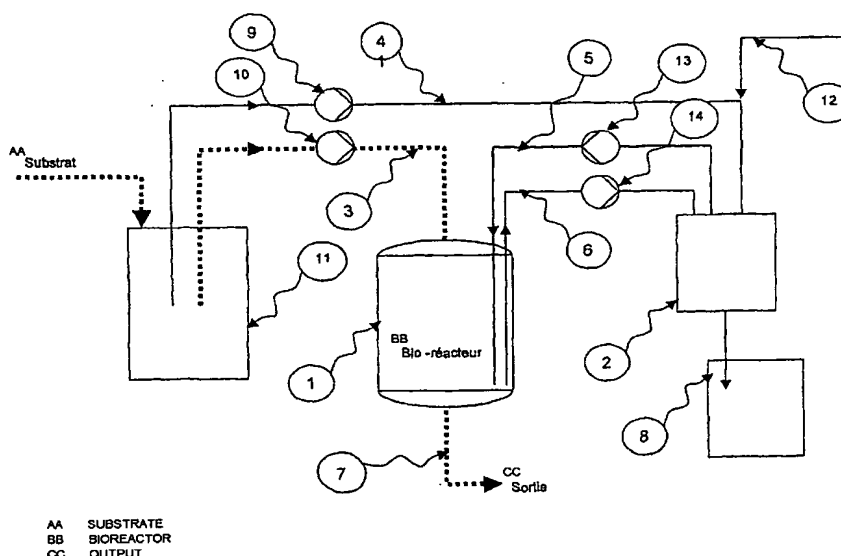 9
4
1
5
13
10
14
12
AA Substrat
3
6
11
BB
Bio-réacteur
1
2
8
7
CC
Sortie
AA SUBSTRATE
BB BIOREACTOR
CC OUTPUT